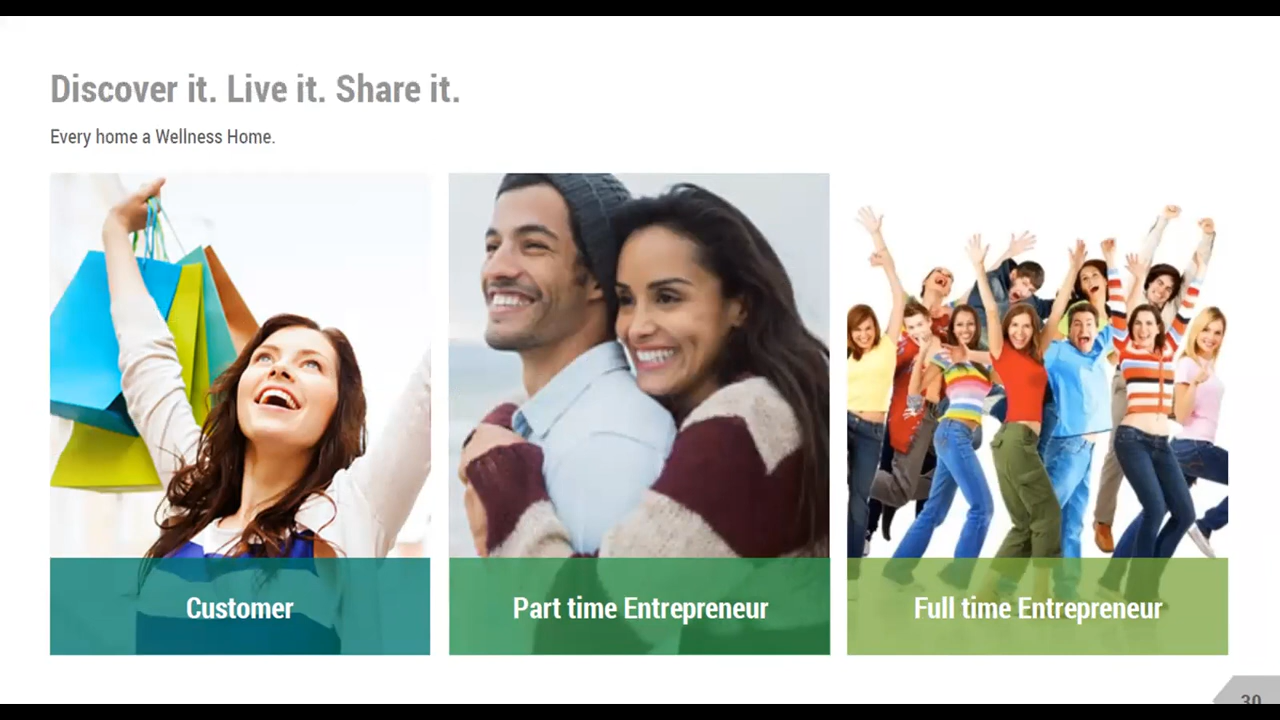 Discover it. Live it. Share it.
Every home a Wellness Home.
Customer
Part time Entrepreneur
Full time Entrepreneur
30